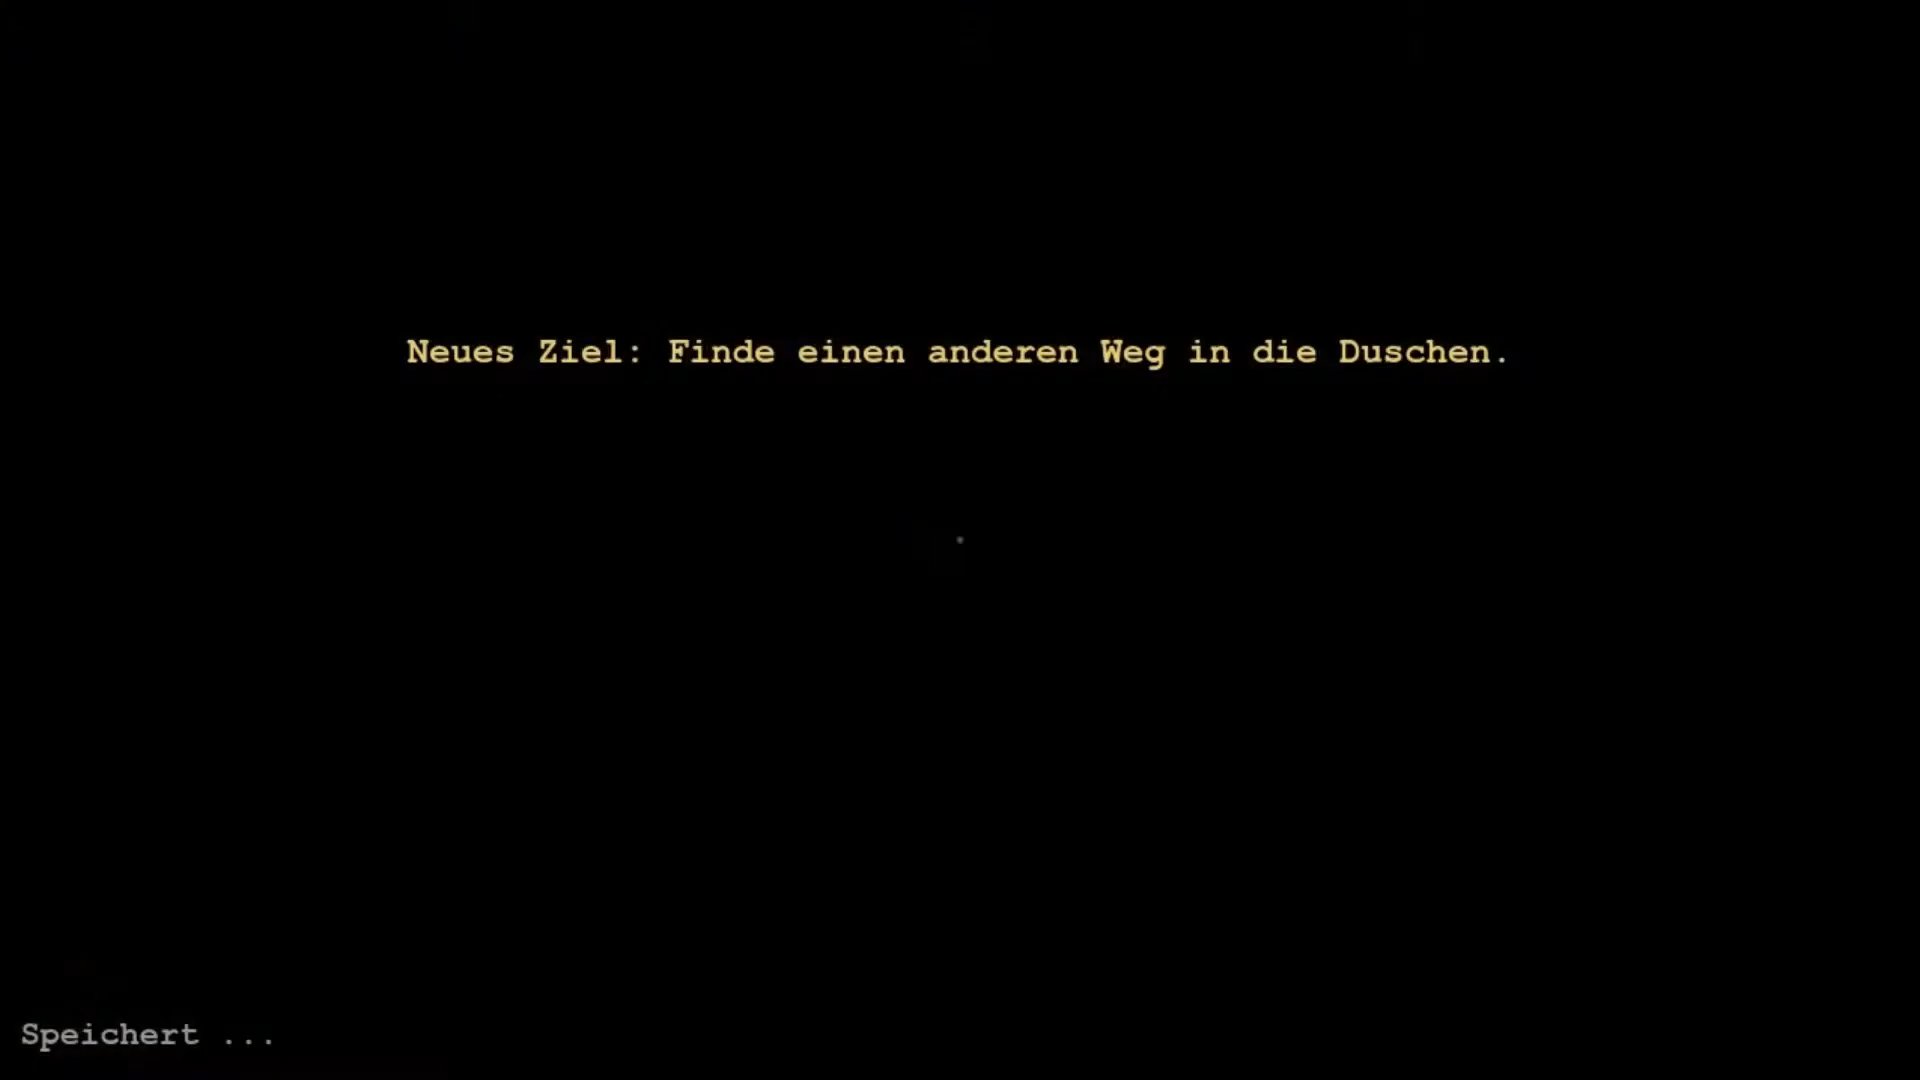 Neues Ziel: Finde einen anderen Weg in die Duschen.
Speichert ...